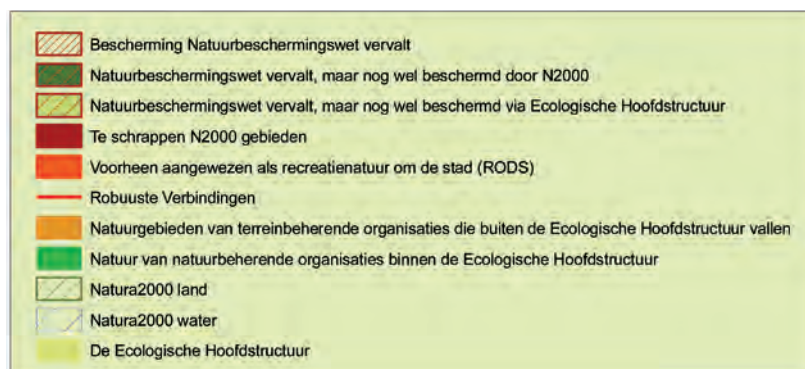 Bescherming Natuurbeschermingswet vervalt
Natuurbeschermingswet vervalt, maar nog wel beschermd door N2000
Natuurbeschermingswet vervalt, maar nog wel beschermd via Ecologische Hoofdstructuur
Te schrappen N2000 gebieden
Voorheen aangewezen als recreatienatuur om de stad (RODS)
Robuuste Verbindingen
Natuurgebieden van terreinbeherende organisaties die buiten de Ecologische Hoofdstructuur vallen
Natuur van natuurbeherende organisaties binnen de Ecologische Hoofdstructuur
Natura2000 land
Natura2000 water
De Ecologische Hoofdstructuur